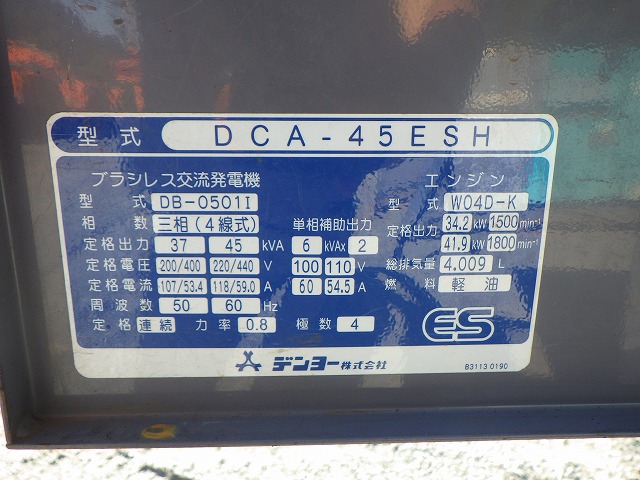 型式 DCA-45ESH
ブラシレス交流発電機 エンジン
型式 DB-0501I 型式 W04D-K
相数 三相(4線式) 単相補助出力 定格出力 34.2 kW 1500 min⁻¹
定格出力 37 45 kVA 6 kVAx 2 41.9 kW 1800 min⁻¹
定格電圧 200/400 220/440 V 100 110 V 総排気量 4.009 L
定格電流 107/53.4 118/59.0 A 60 54.5 A 燃料 軽油
周波数 50 60 Hz
定格 連続 力率 0.8 極数 4 ES
デンヨー株式会社 B3113 0190